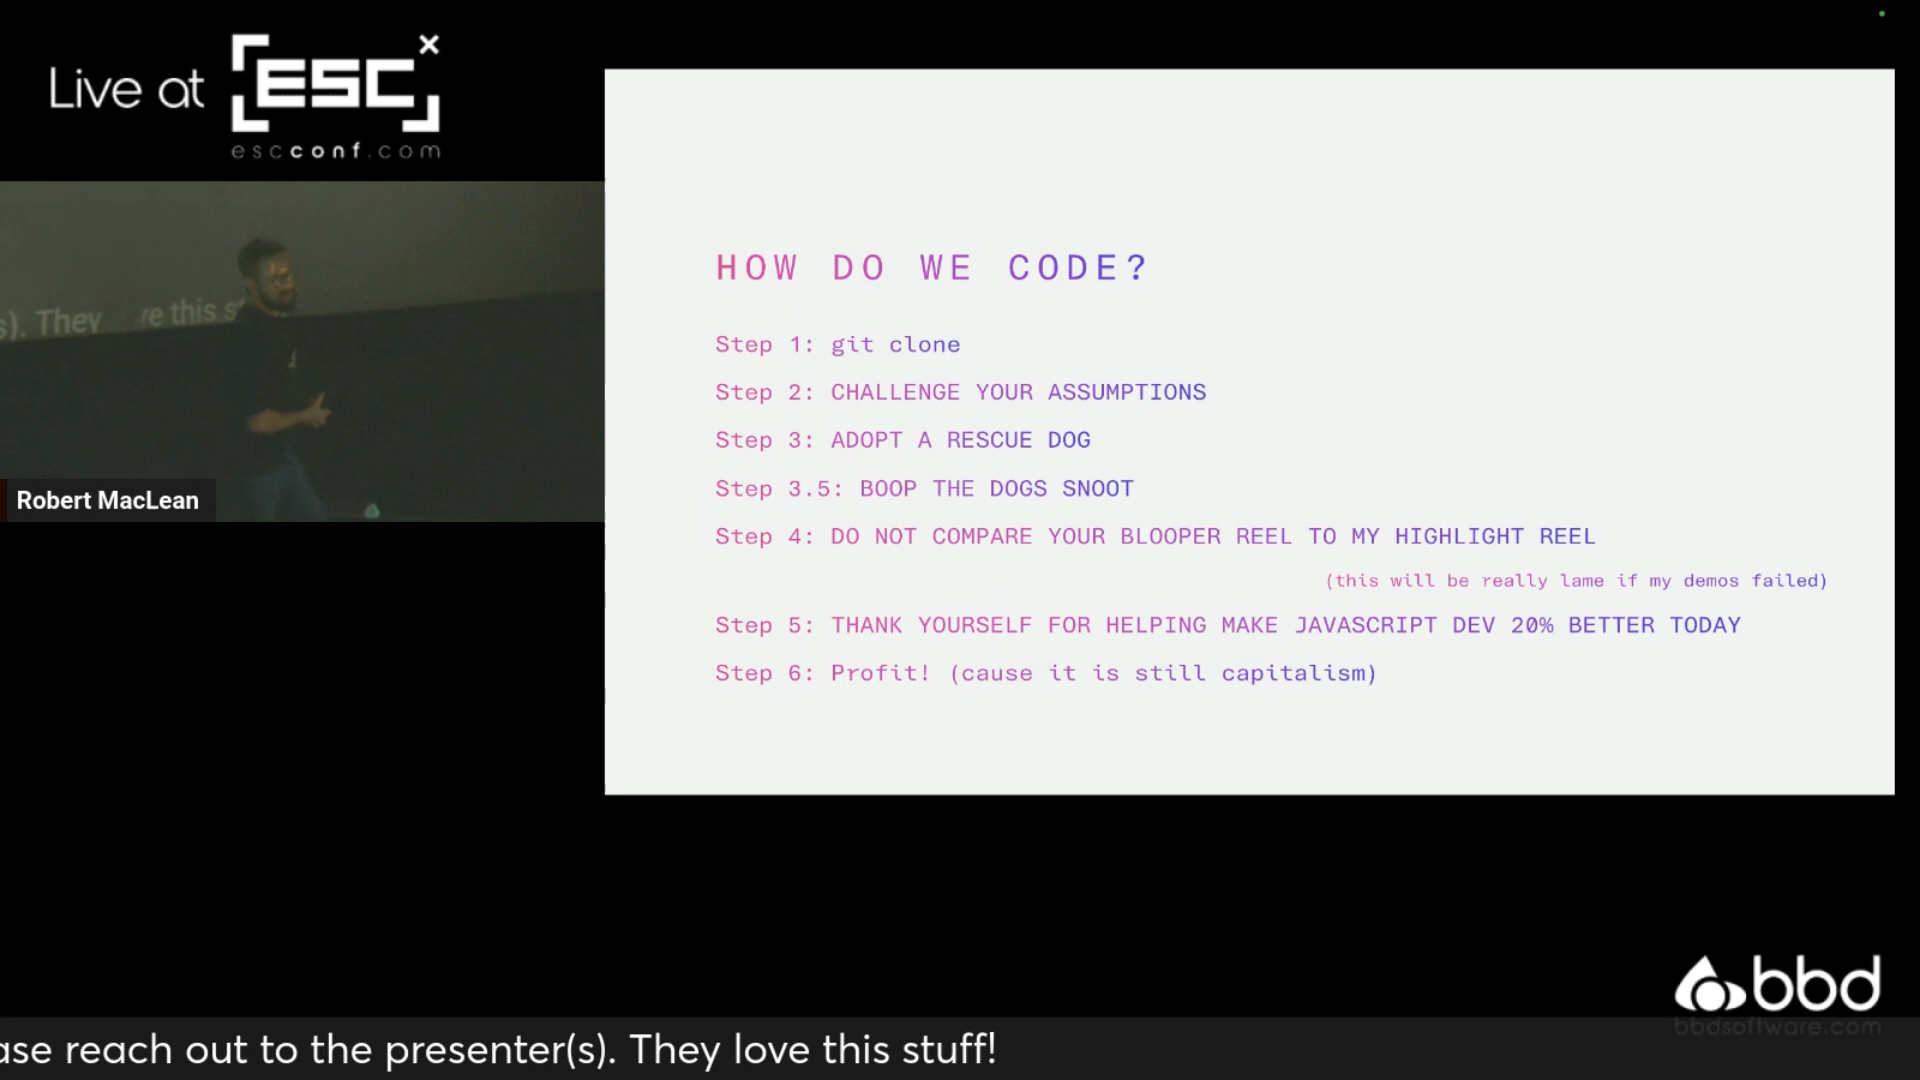 Live at ESC
escconf.com
s). They
e this s
Robert MacLean
HOW DO WE CODE?
Step 1: git clone
Step 2: CHALLENGE YOUR ASSUMPTIONS
Step 3: ADOPT A RESCUE DOG
Step 3.5: BOOP THE DOGS SNOOT
Step 4: DO NOT COMPARE YOUR BLOOPER REEL TO MY HIGHLIGHT REEL
(this will be really lame if my demos failed)
Step 5: THANK YOURSELF FOR HELPING MAKE JAVASCRIPT DEV 20% BETTER TODAY
Step 6: Profit! (cause it is still capitalism)
bbd
bbdsoftware.com
ase reach out to the presenter(s). They love this stuff!